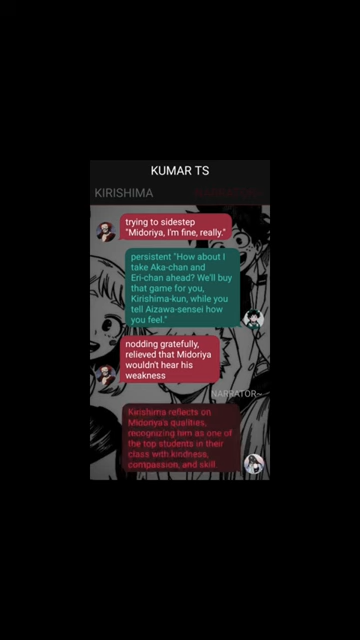 KUMAR TS
KIRISHIMA
NARRATOR~
trying to sidestep
"Midoriya, I'm fine, really."
persistent "How about I
take Aka-chan and
Eri-chan ahead? We'll buy
that game for you,
Kirishima-kun, while you
tell Aizawa-sensei how
you feel."
nodding gratefully,
relieved that Midoriya
wouldn't hear his
weakness
NARRATOR~
Kirishima reflects on
Midoriya's qualities,
recognizing him as one of
the top students in their
class with kindness,
compassion, and skill